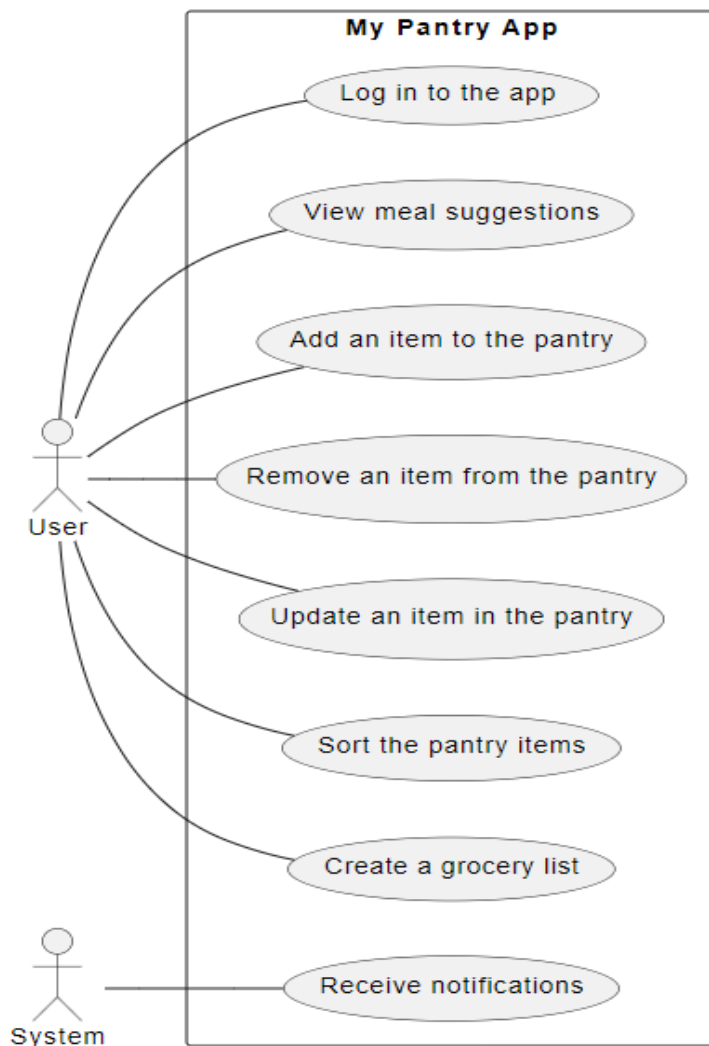 My Pantry App
Log in to the app
View meal suggestions
Add an item to the pantry
Remove an item from the pantry
User
Update an item in the pantry
Sort the pantry items
Create a grocery list
Receive notifications
System